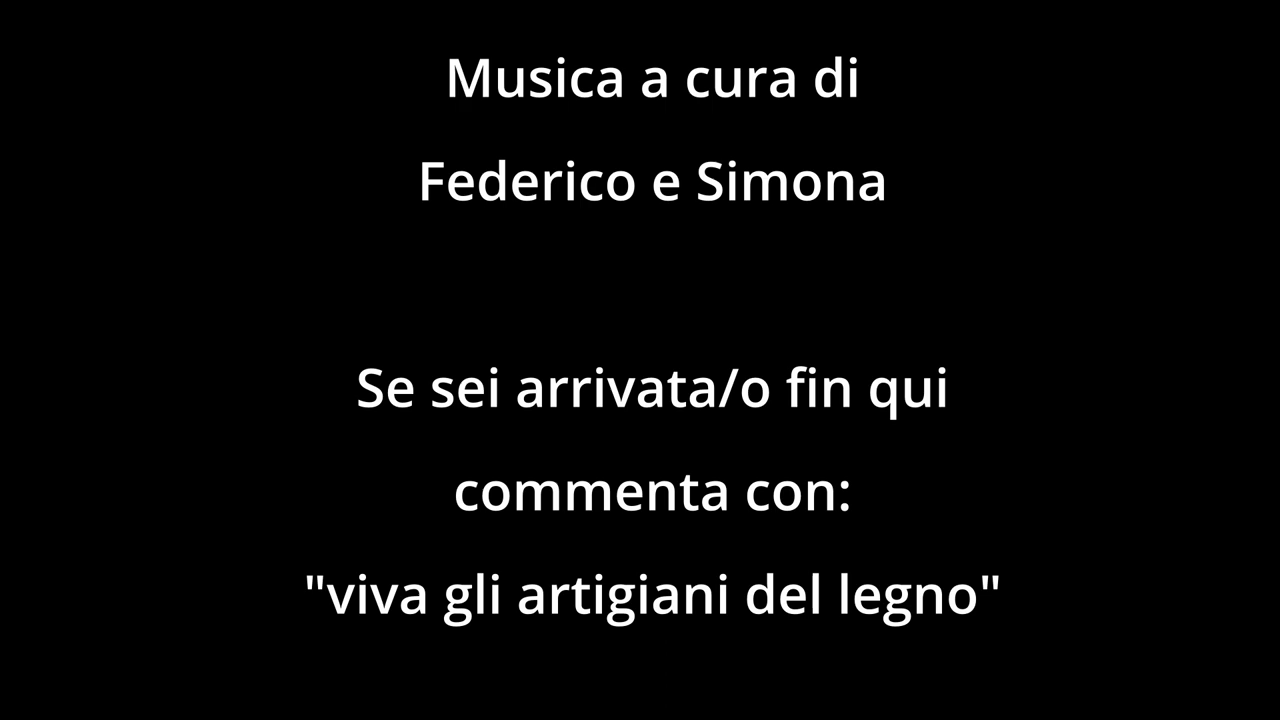 Musica a cura di
Federico e Simona
Se sei arrivata/o fin qui
commenta con:
"viva gli artigiani del legno"